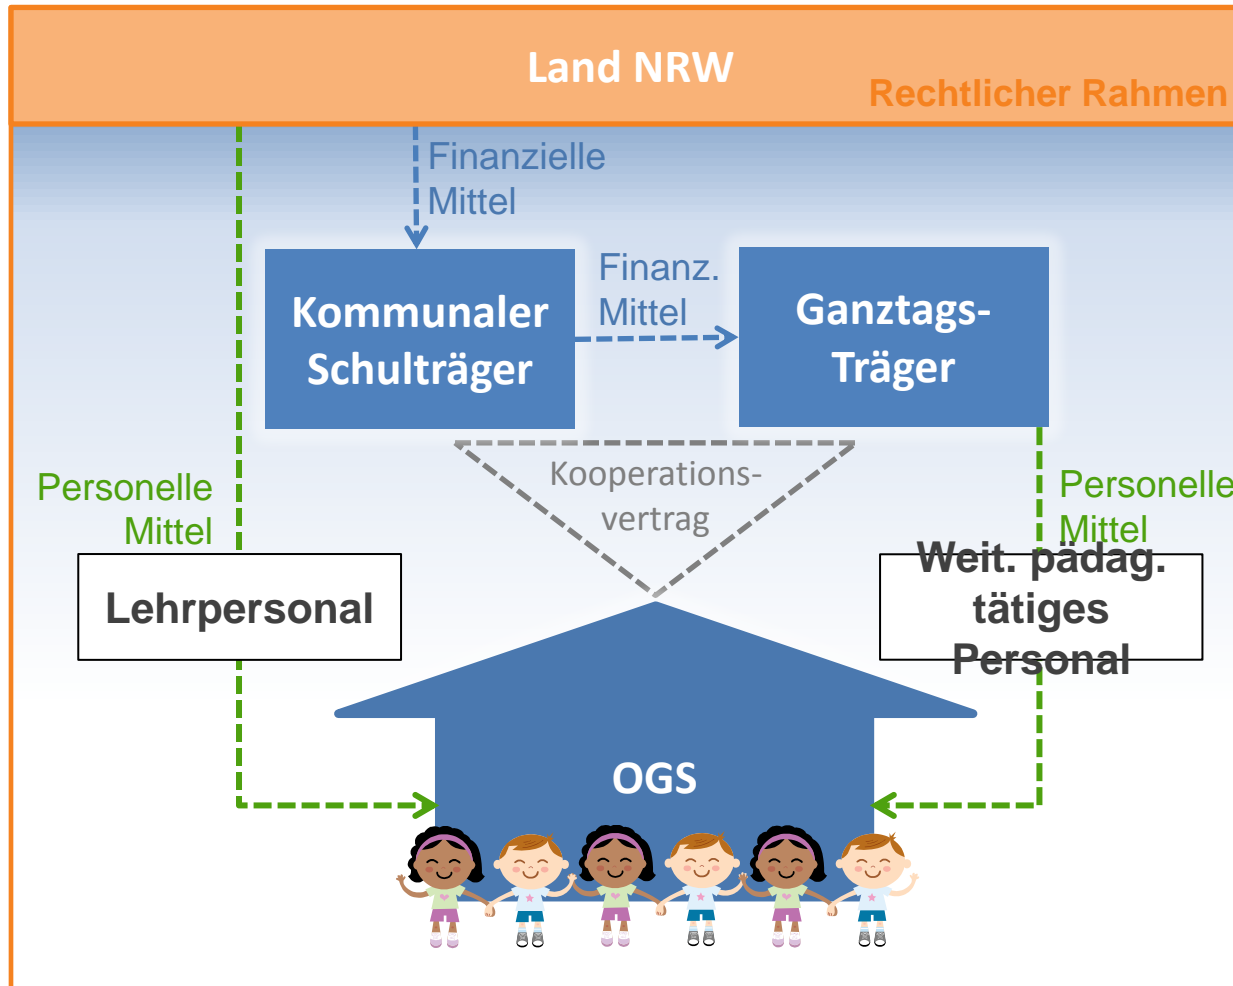 Land NRW
Rechtlicher Rahmen
Finanzielle
Mittel
Finanz.
Mittel
Kommunaler
Schulträger
Ganztags-
Träger
Kooperations-
vertrag
Personelle
Mittel
Personelle
Mittel
Lehrpersonal
Weit. pädag.
tätiges
Personal
OGS